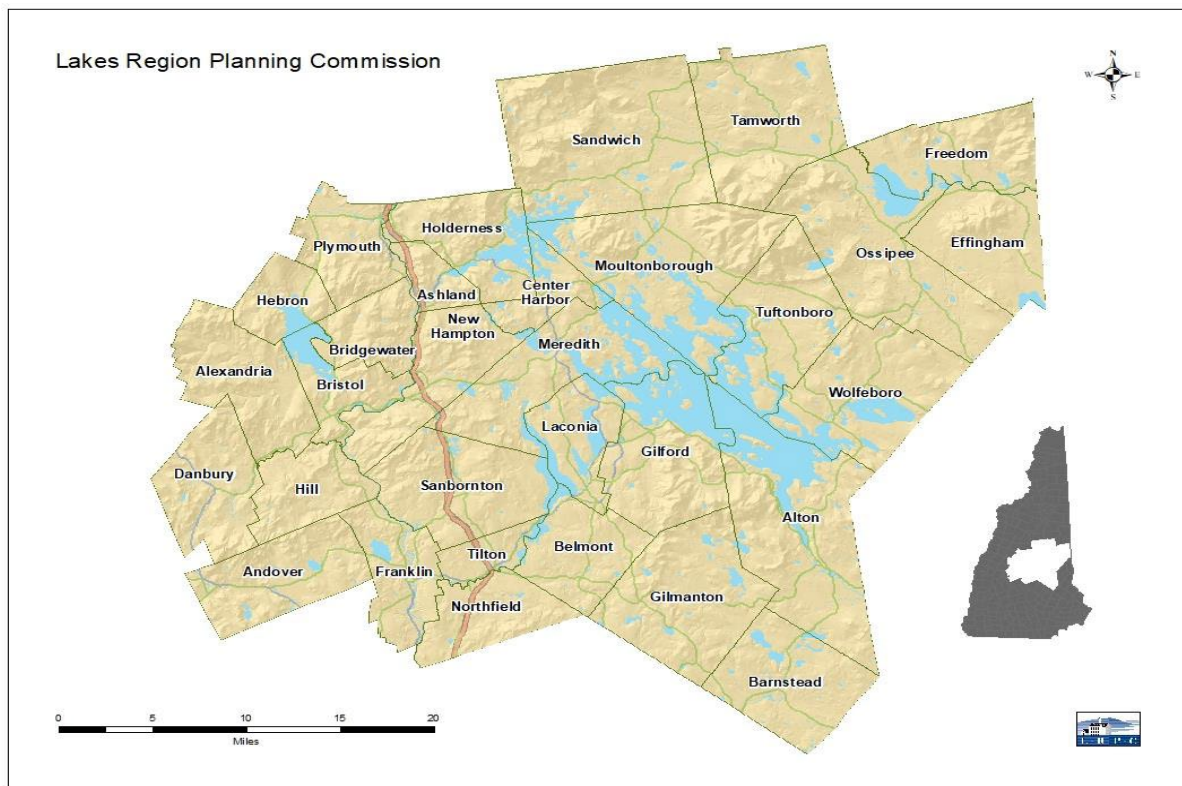 Lakes Region Planning Commission
N
W
E
S
Tamworth
Sandwich
Freedom
Holderness
Plymouth
Effingham
Ossipee
Moultonborough
Center
Harbor
Ashland
Hebron
Tuftonboro
New
Hampton
Meredith
Bridgewater
Alexandria
Bristol
Wolfeboro
Laconia
Gilford
Danbury
Hill
Sanbornton
Alton
Belmont
Tilton
Andover
Franklin
Gilmanton
Northfield
Barnstead
0
5
10
15
20
Miles
L R P C